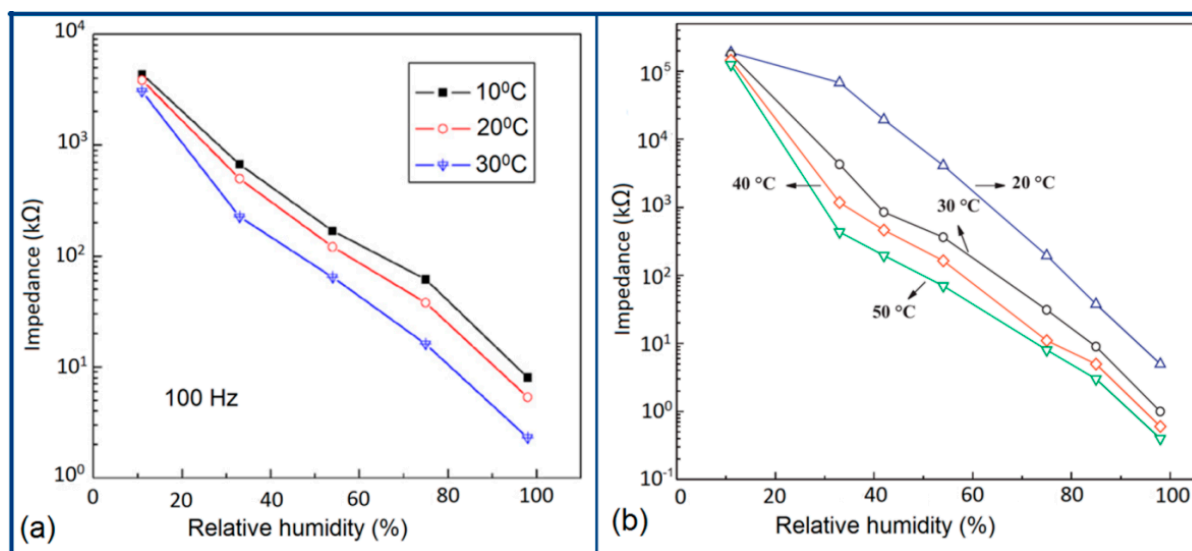 10⁴
10³
10²
10¹
10⁰
Impedance (kΩ)
10⁰C
20⁰C
30⁰C
100 Hz
0 20 40 60 80 100
Relative humidity (%)
(a)
10⁵
10⁴
10³
10²
10¹
10⁰
10⁻¹
Impedance (kΩ)
40 °C
20 °C
30 °C
50 °C
0 20 40 60 80 100
Relative humidity (%)
(b)